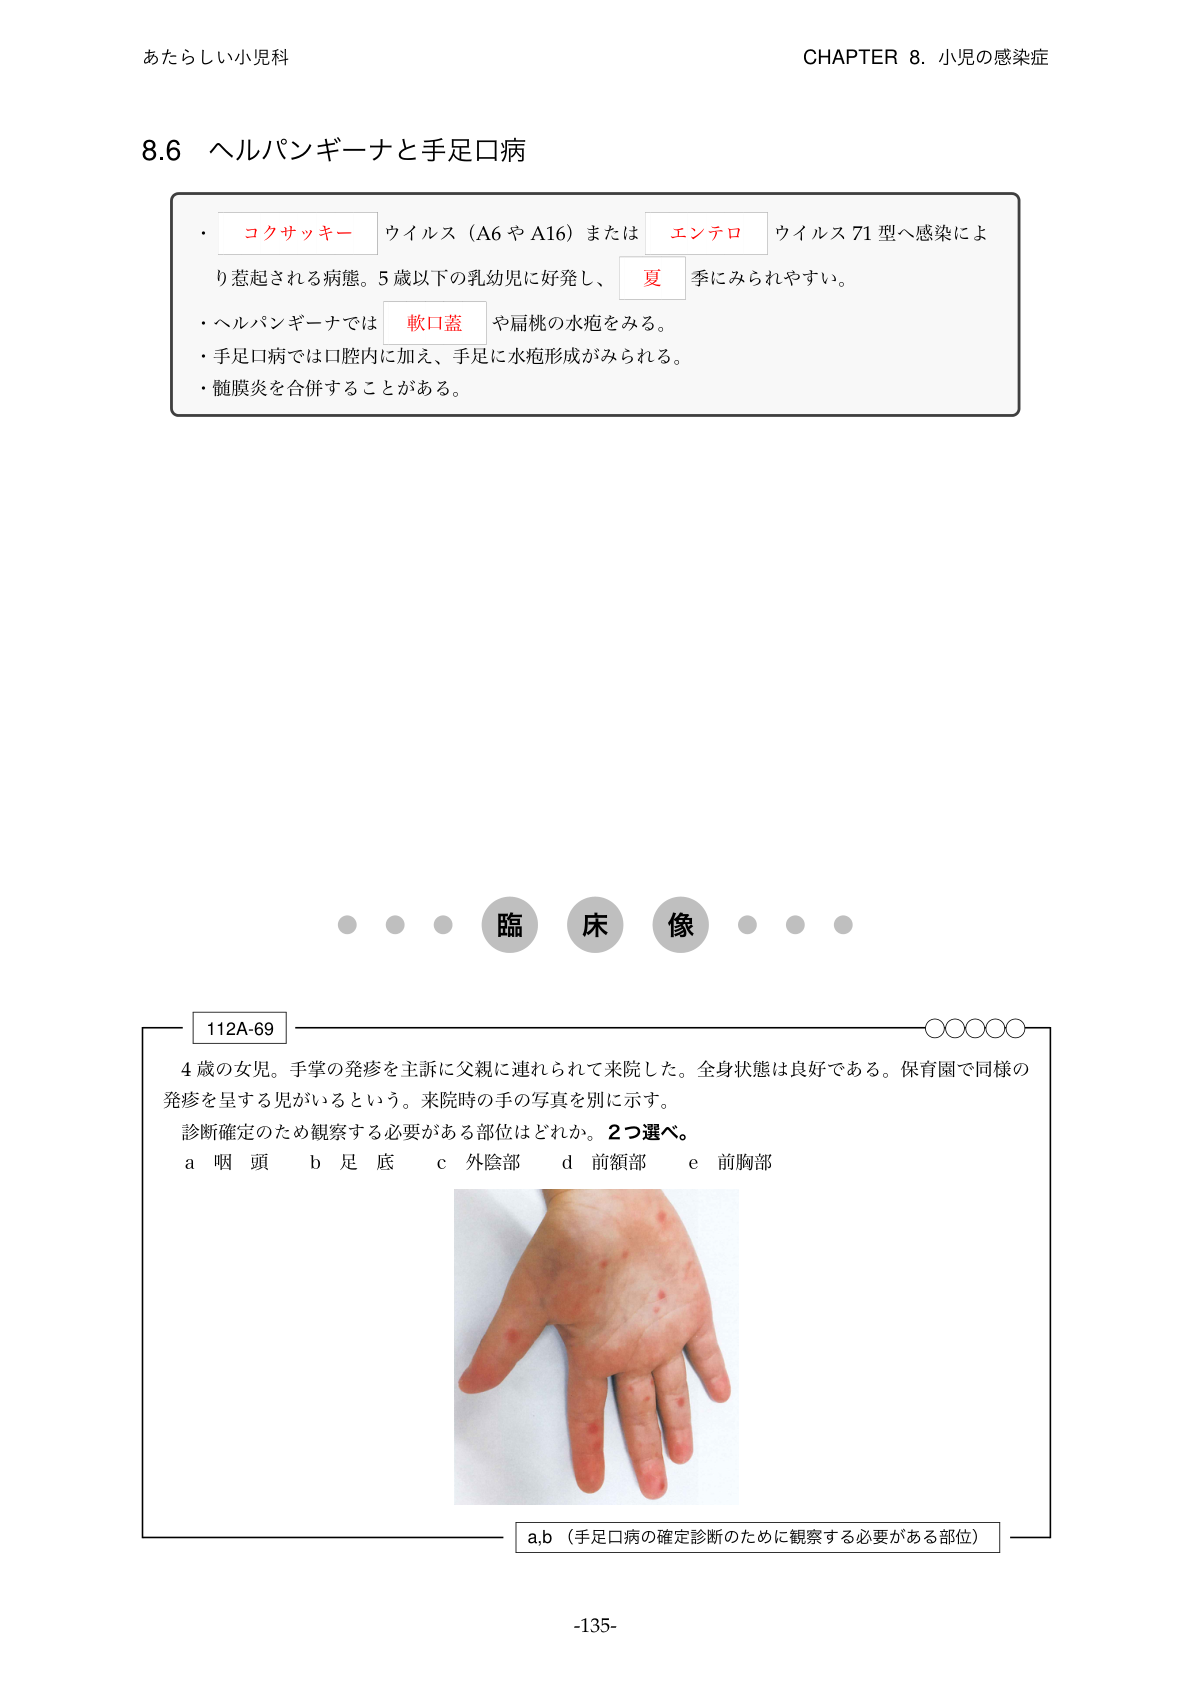 あたらしい小児科
CHAPTER 8. 小児の感染症
8.6 ヘルパンギーナと手足口病
・ コクサッキー ウイルス（A6 や A16）または エンテロ ウイルス 71 型へ感染によ
り惹起される病態。5 歳以下の乳幼児に好発し、 夏 季にみられやすい。
・ヘルパンギーナでは 軟口蓋 や扁桃の水疱をみる。
・手足口病では口腔内に加え、手足に水疱形成がみられる。
・髄膜炎を合併することがある。
臨 床 像
112A-69
4 歳の女児。手掌の発疹を主訴に父親に連れられて来院した。全身状態は良好である。保育園で同様の
発疹を呈する児がいるという。来院時の手の写真を別に示す。
診断確定のため観察する必要がある部位はどれか。2つ選べ。
a 咽 頭 b 足 底 c 外陰部 d 前額部 e 前胸部
a,b （手足口病の確定診断のために観察する必要がある部位）
-135-